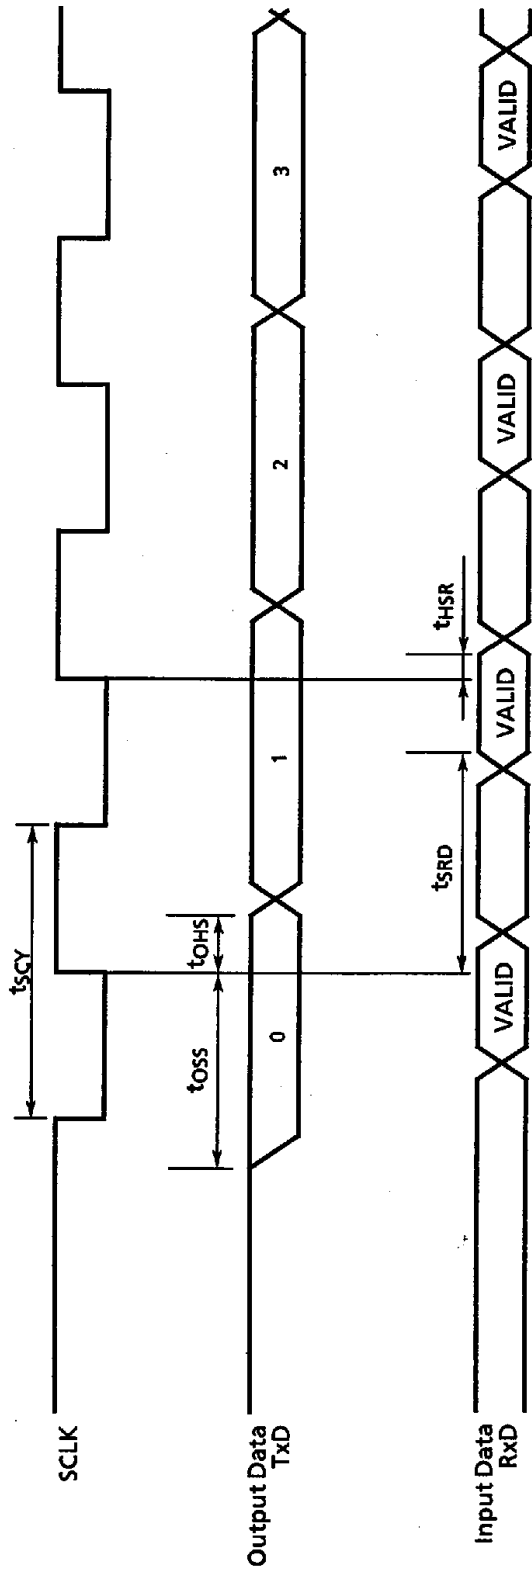 SCLK
tSCY
Output Data
TxD
tOSS
tOHS
0
1
2
3
Input Data
RxD
tSRD
tHSR
VALID
VALID
VALID
VALID